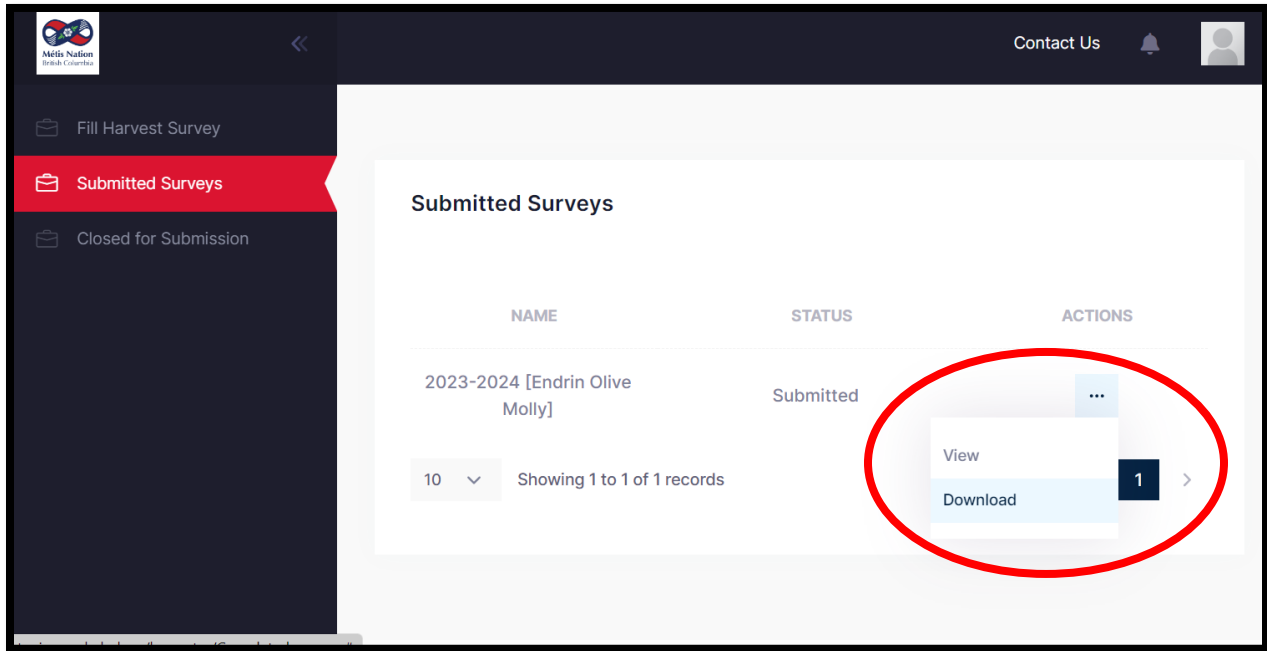 Métis Nation
British Columbia
Contact Us
Fill Harvest Survey
Submitted Surveys
Closed for Submission
Submitted Surveys
NAME STATUS ACTIONS
2023-2024 [Endrin Olive
Molly]
Submitted
...
View
Download
10
Showing 1 to 1 of 1 records
1